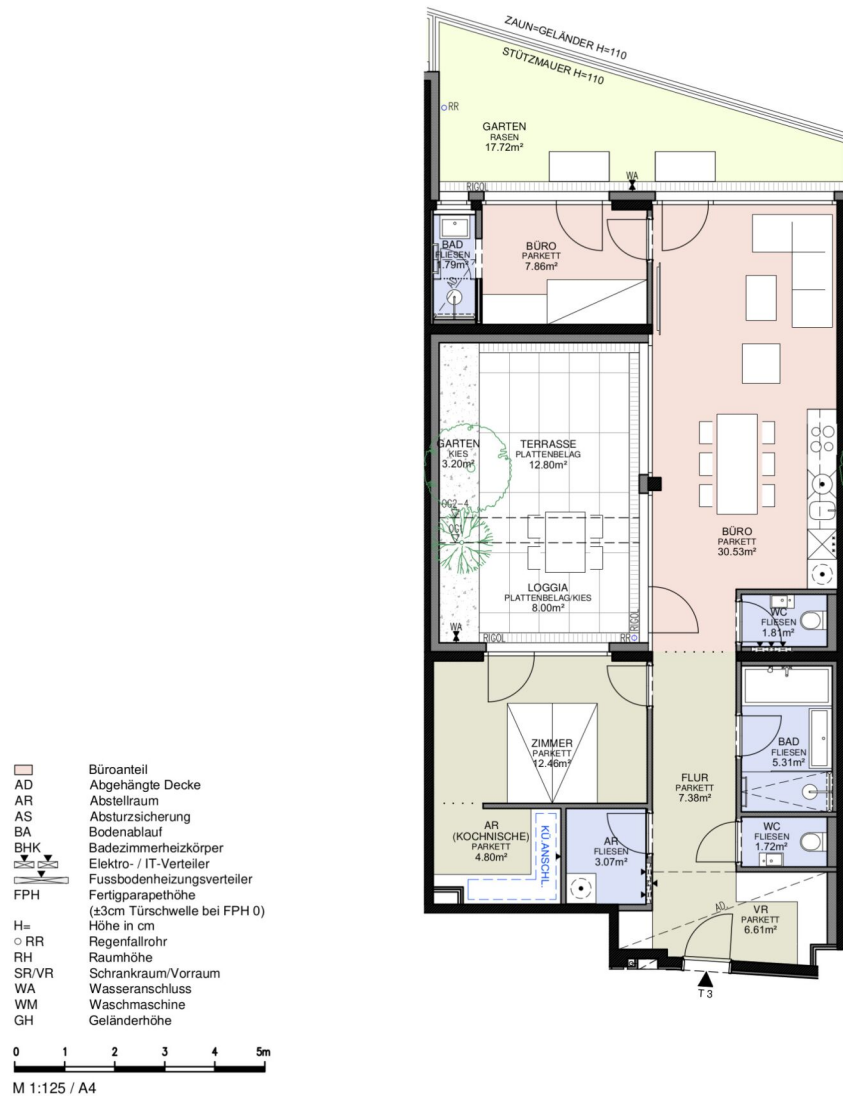 ZAUN=GELÄNDER H=110
STÜTZMAUER H=110
RR
GARTEN
RASEN
17.72m²
WA
RIGOL
BAD
FLIESEN
1.79m²
AD
BÜRO
PARKETT
7.86m²
GARTEN
KIES
3.20m²
TERRASSE
PLATTENBELAG
12.80m²
OG2-4
OG1
BÜRO
PARKETT
30.53m²
LOGGIA
PLATTENBELAG/KIES
8.00m²
WC
FLIESEN
1.81m²
WA
RIGOL
RR
RIGOL
ZIMMER
PARKETT
12.46m²
BAD
FLIESEN
5.31m²
FLUR
PARKETT
7.38m²
AR
(KOCHNISCHE)
PARKETT
4.80m²
KÜ.ANSCHL.
AR
FLIESEN
3.07m²
WC
FLIESEN
1.72m²
AD
VR
PARKETT
6.61m²
T3
Büroanteil
AD Abgehängte Decke
AR Abstellraum
AS Absturzsicherung
BA Bodenablauf
BHK Badezimmerheizkörper
Elektro- / IT-Verteiler
Fussbodenheizungsverteiler
FPH Fertigparapethöhe
(±3cm Türschwelle bei FPH 0)
H= Höhe in cm
RR Regenfallrohr
RH Raumhöhe
SR/VR Schrankraum/Vorraum
WA Wasseranschluss
WM Waschmaschine
GH Geländerhöhe
0 1 2 3 4 5m
M 1:125 / A4